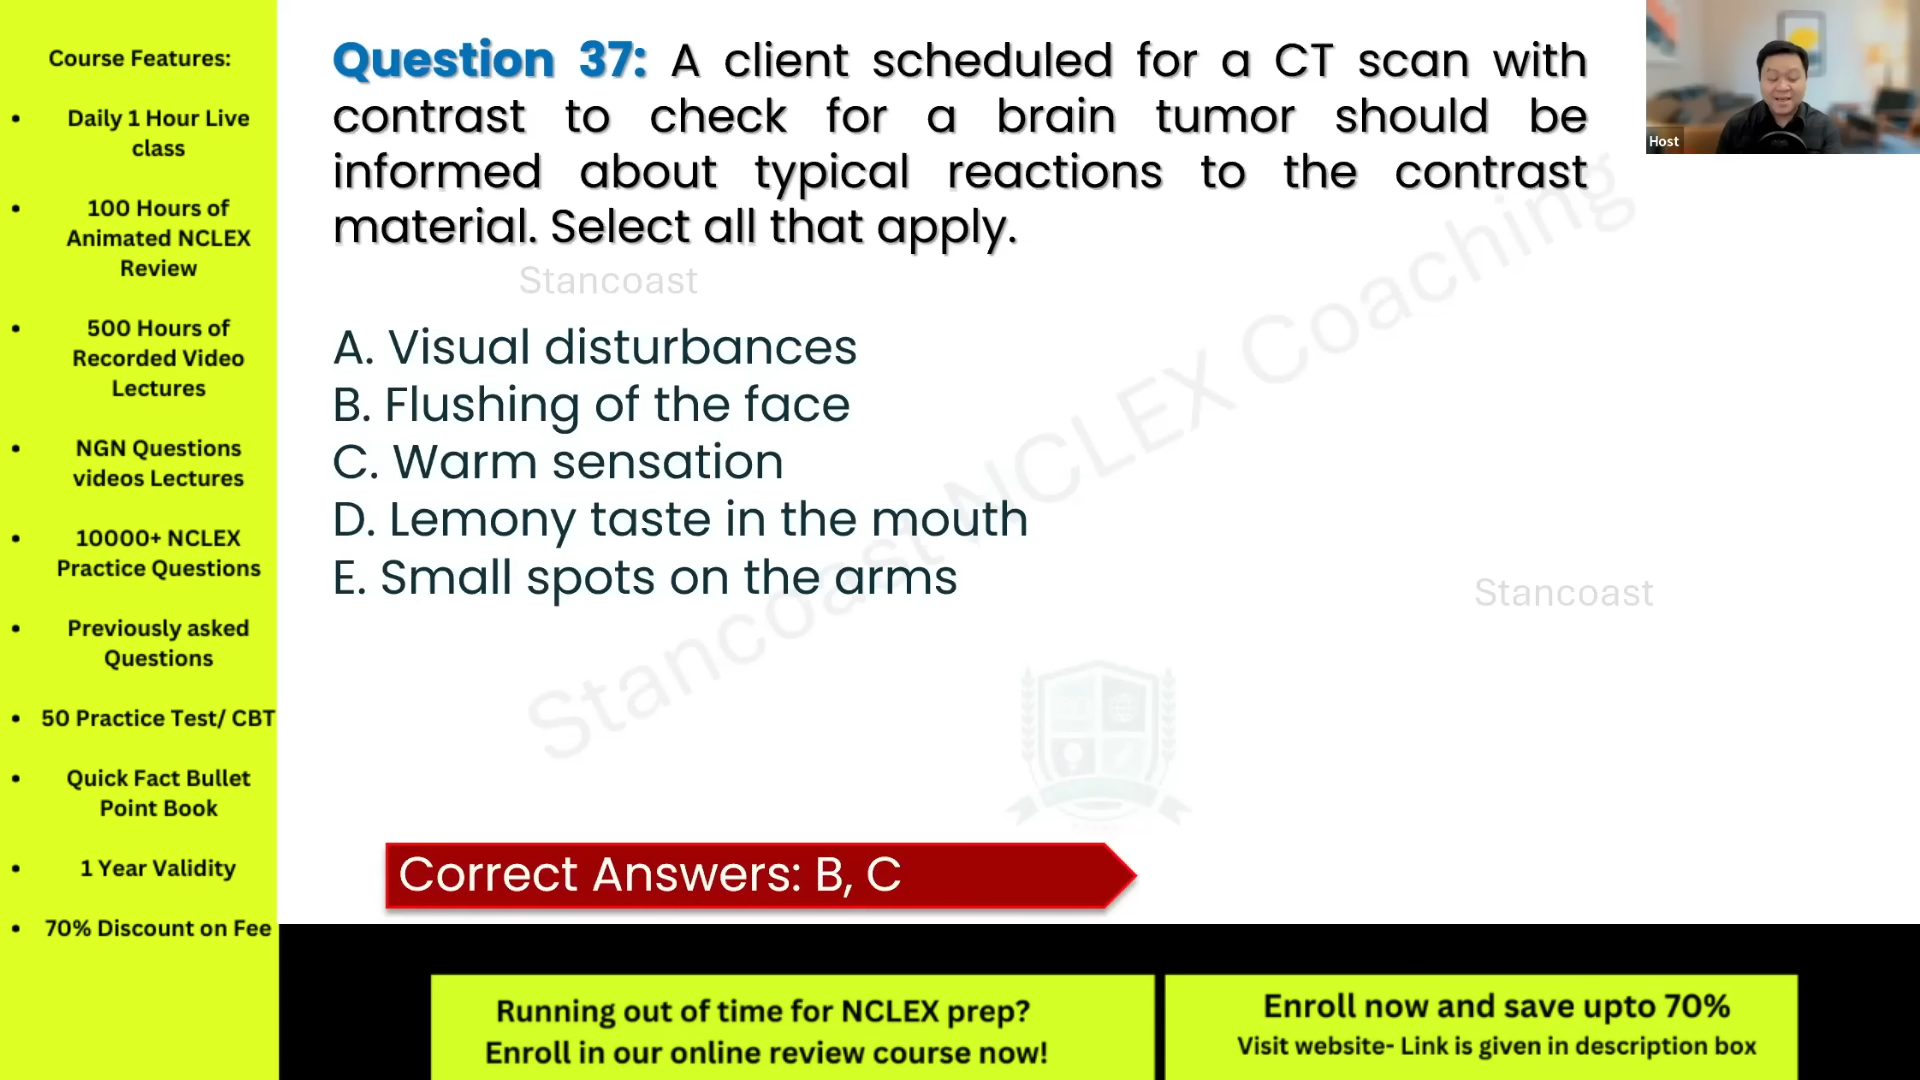 Course Features:
• Daily 1 Hour Live
class
• 100 Hours of
Animated NCLEX
Review
• 500 Hours of
Recorded Video
Lectures
• NGN Questions
videos Lectures
• 10000+ NCLEX
Practice Questions
• Previously asked
Questions
• 50 Practice Test/ CBT
• Quick Fact Bullet
Point Book
• 1 Year Validity
• 70% Discount on Fee
Question 37: A client scheduled for a CT scan with
contrast to check for a brain tumor should be
informed about typical reactions to the contrast
material. Select all that apply.
Stancoast
A. Visual disturbances
B. Flushing of the face
C. Warm sensation
D. Lemony taste in the mouth
E. Small spots on the arms
Stancoast
Stancoast NCLEX Coaching
Correct Answers: B, C
Host
Running out of time for NCLEX prep?
Enroll in our online review course now!
Enroll now and save upto 70%
Visit website- Link is given in description box